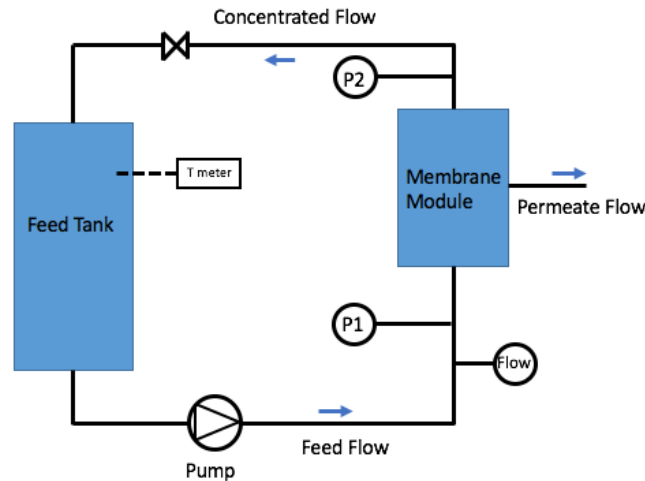 Concentrated Flow
P2
T meter
Membrane
Module
Feed Tank
Permeate Flow
P1
Flow
Feed Flow
Pump